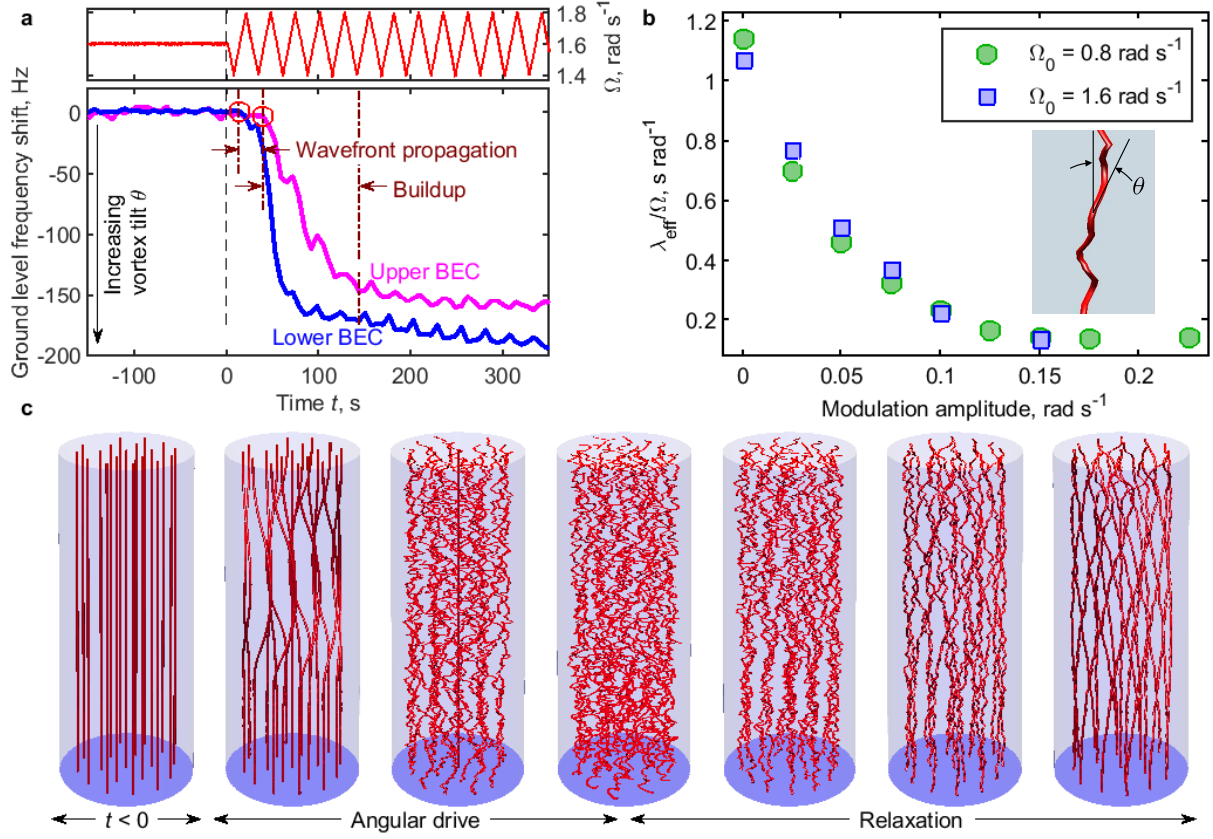 a
1.8
1.6
1.4
Ω, rad s⁻¹
0
-50
-100
-150
-200
Ground level frequency shift, Hz
Increasing
vortex tilt θ
Wavefront propagation
Buildup
Upper BEC
Lower BEC
-100
0
100
200
300
Time t, s
b
1.2
1
0.8
0.6
0.4
0.2
λeff/Ω, s rad⁻¹
Ω₀ = 0.8 rad s⁻¹
Ω₀ = 1.6 rad s⁻¹
θ
0
0.05
0.1
0.15
0.2
Modulation amplitude, rad s⁻¹
c
t < 0
Angular drive
Relaxation